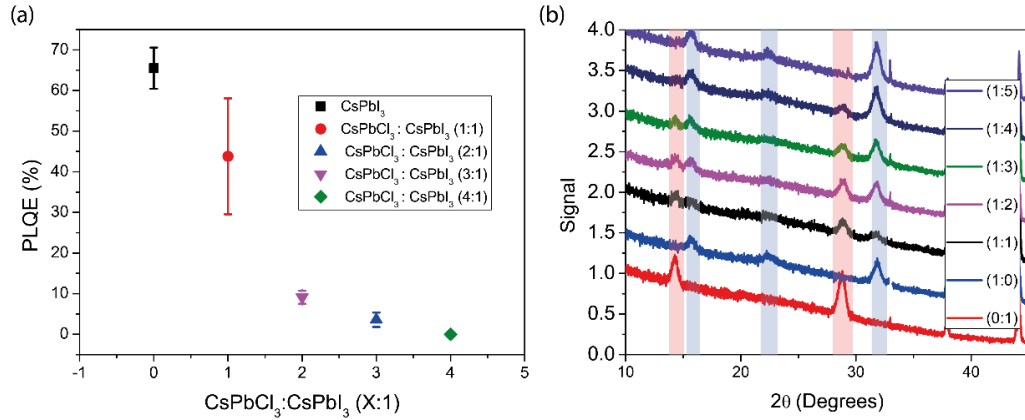 (a)
70
60
50
40
30
20
10
0
PLQE (%)
-1 0 1 2 3 4 5
CsPbCl₃:CsPbI₃ (X:1)
CsPbI₃
CsPbCl₃ : CsPbI₃ (1:1)
CsPbCl₃ : CsPbI₃ (2:1)
CsPbCl₃ : CsPbI₃ (3:1)
CsPbCl₃ : CsPbI₃ (4:1)
(b)
4.0
3.5
3.0
2.5
2.0
1.5
1.0
0.5
0.0
Signal
10 20 30 40
2θ (Degrees)
(1:5)
(1:4)
(1:3)
(1:2)
(1:1)
(1:0)
(0:1)